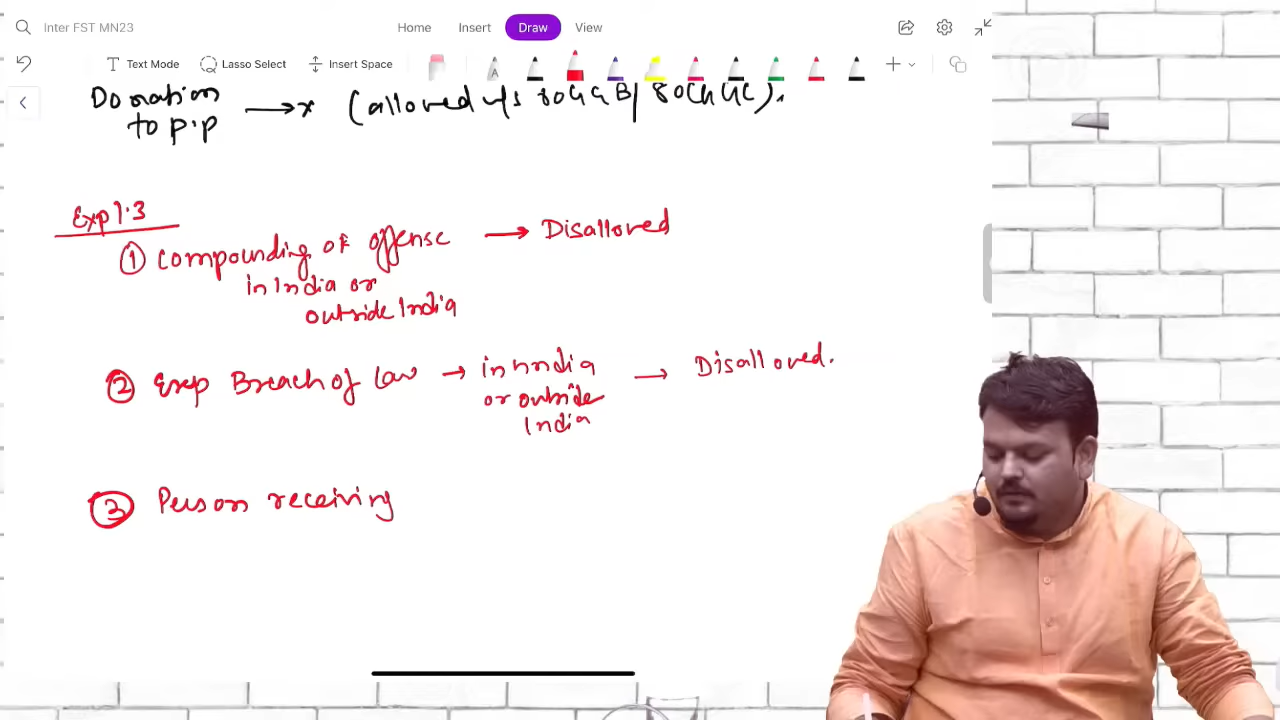 Inter FST MN23
Home Insert Draw View
Text Mode Lasso Select Insert Space
Donation → x (allowed u/s 80GGB/ 80GGC).
to P.P
Expl.3
① Compounding of offense → Disallowed
in India or
outside India
② Exp Breach of Law → in India → Disallowed.
or outside
India
③ Person receiving